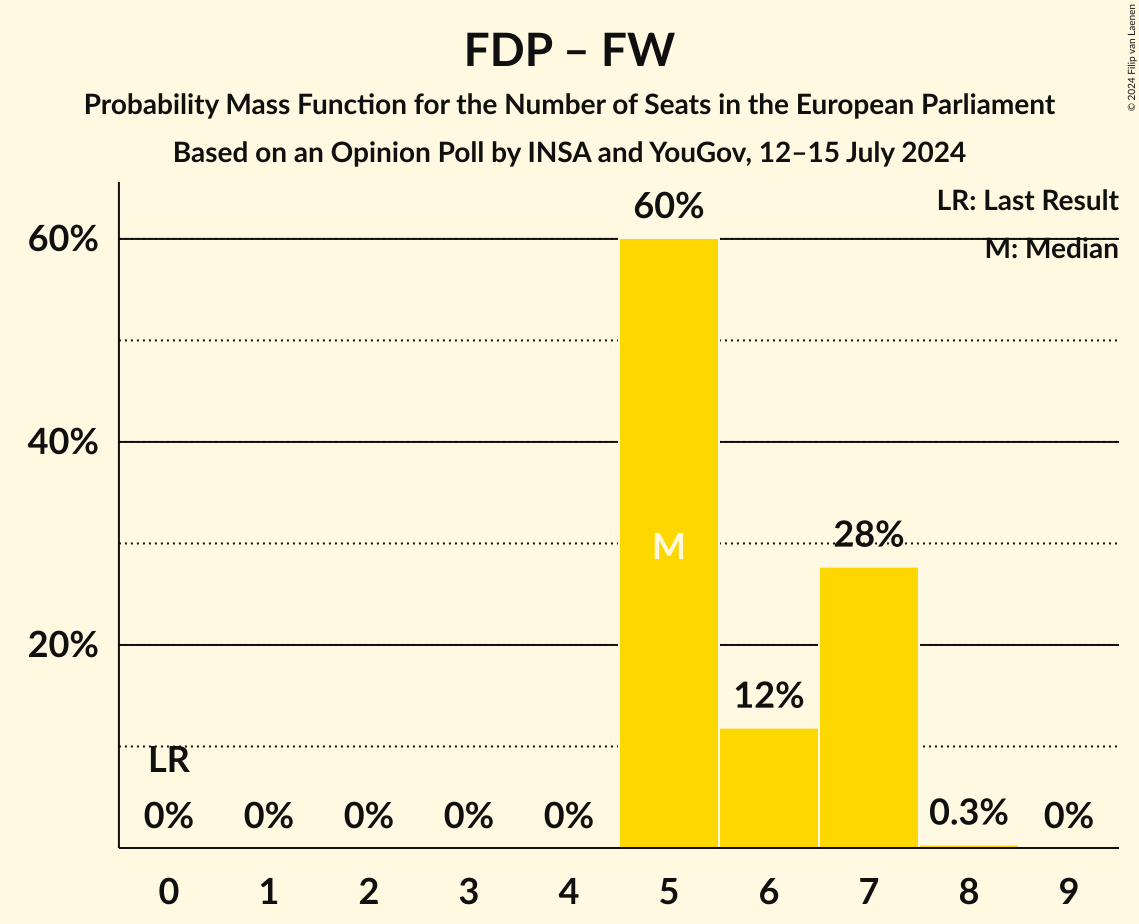 FDP – FW
Probability Mass Function for the Number of Seats in the European Parliament
Based on an Opinion Poll by INSA and YouGov, 12–15 July 2024
© 2024 Filip van Laenen
LR: Last Result
M: Median
60%
40%
20%
60%
M
28%
12%
LR
0% 0% 0% 0% 0% 0.3% 0%
0 1 2 3 4 5 6 7 8 9